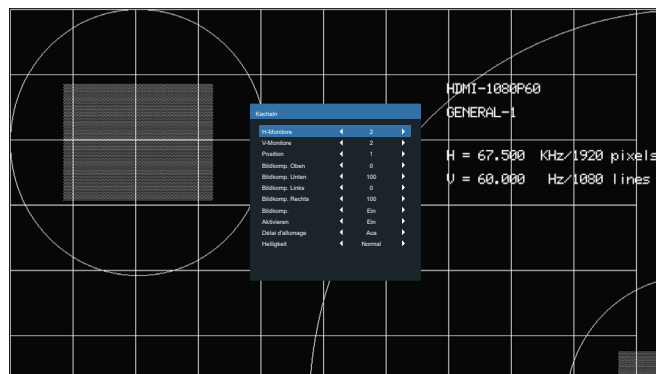 HDMI-1080P60
GENERAL-1
H = 67.500 KHz/1920 pixels
V = 60.000 Hz/1080 lines
Kacheln
H-Monitore 2
V-Monitore 2
Position 1
Bildkomp. Oben 0
Bildkomp. Unten 100
Bildkomp. Links 0
Bildkomp. Rechts 100
Bildkomp. Ein
Aktivieren Ein
Délai d'allumage Aus
Helligkeit Normal